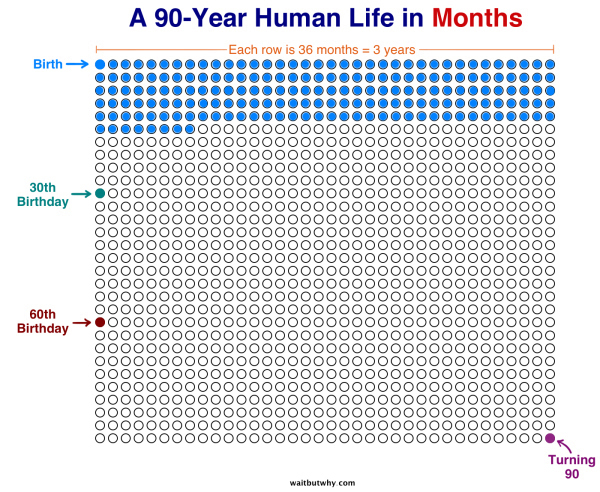 A 90-Year Human Life in Months
Each row is 36 months = 3 years
Birth
30th
Birthday
60th
Birthday
Turning
90
waitbutwhy.com